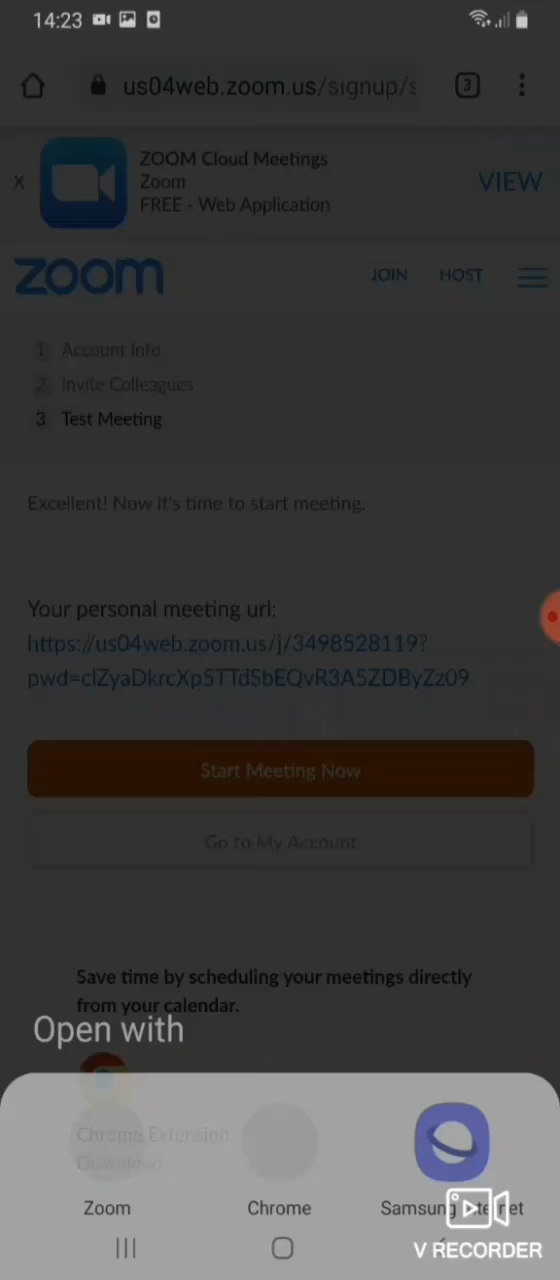 14:23
us04web.zoom.us/signup/s
3
X
ZOOM Cloud Meetings
Zoom
FREE - Web Application
VIEW
zoom
JOIN HOST
1 Account Info
2 Invite Colleagues
3 Test Meeting
Excellent! Now it's time to start meeting.
Your personal meeting url:
https://us04web.zoom.us/j/3498528119?
pwd=clZyaDkrcXp5TTdSbEQvR3A5ZDByZz09
Start Meeting Now
Go to My Account
Save time by scheduling your meetings directly
from your calendar.
Open with
Chrome Extension
Download
Zoom Chrome Samsung Internet
V RECORDER